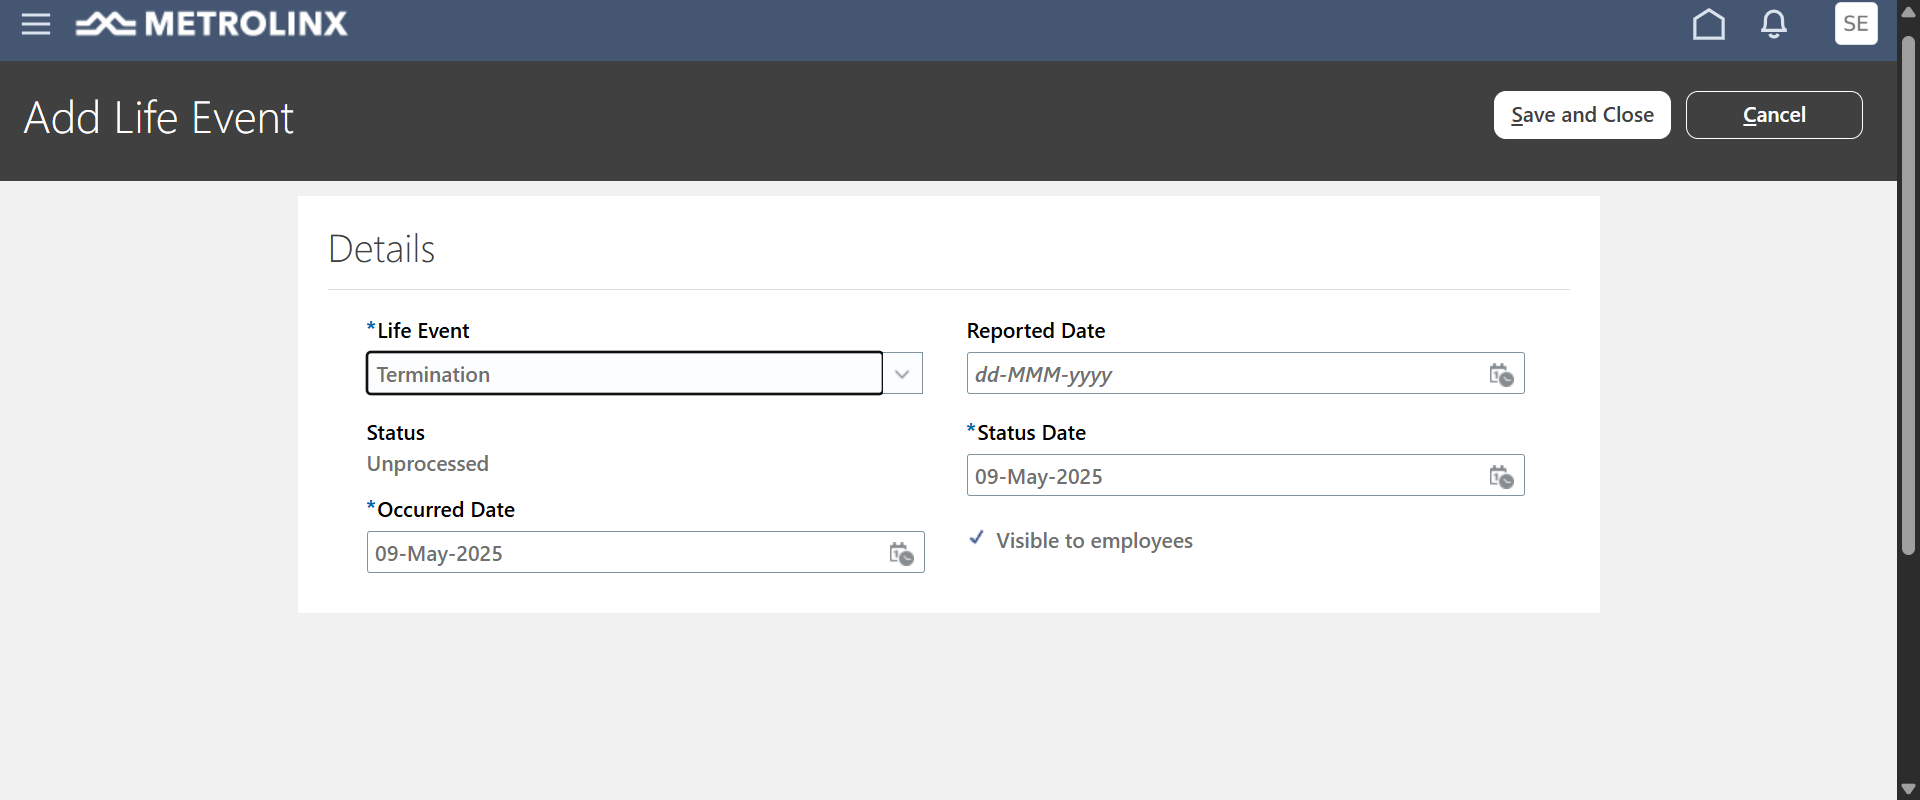 METROLINX
SE
Add Life Event
Save and Close
Cancel
Details
*Life Event
Termination
Reported Date
dd-MMM-yyyy
Status
Unprocessed
*Status Date
09-May-2025
*Occurred Date
09-May-2025
Visible to employees